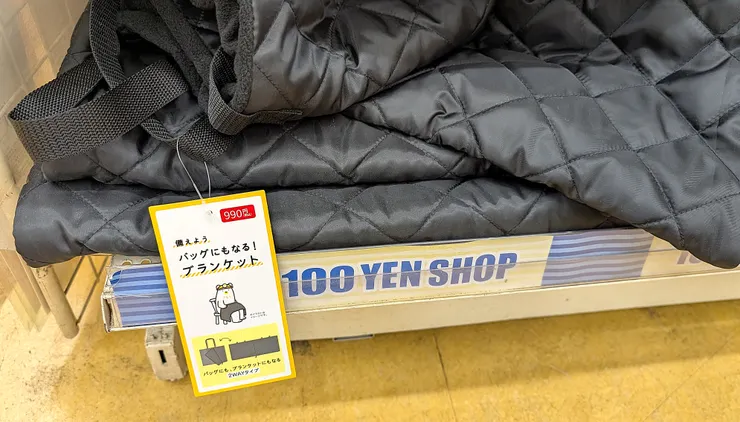 990円
備えよう
バッグにもなる!
ブランケット
バッグにも、ブランケットにもなる
2WAYタイプ
100 YEN SHOP